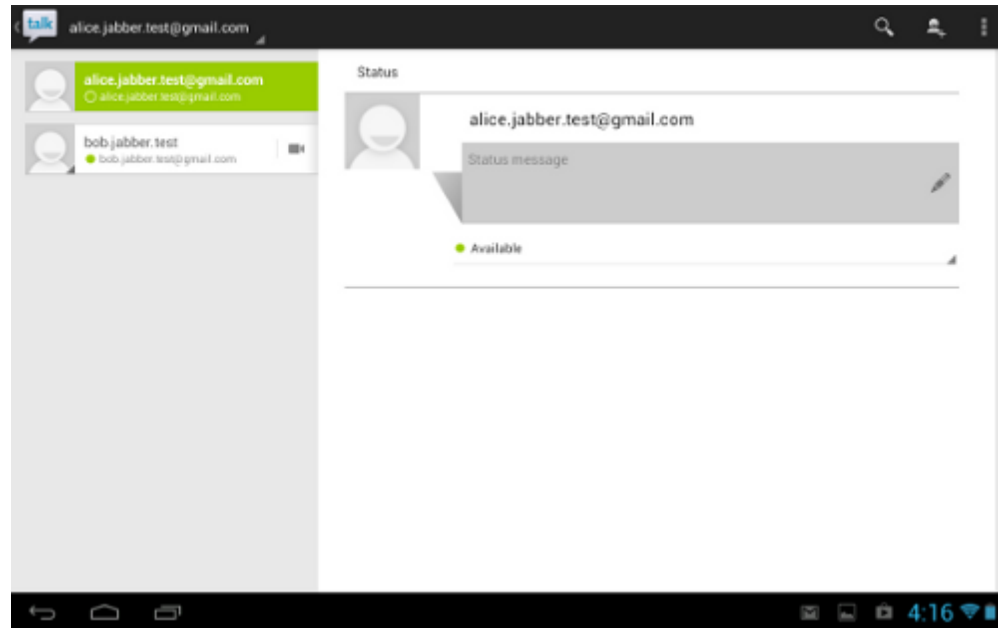 talk alice.jabber.test@gmail.com
alice.jabber.test@gmail.com
alice.jabber.test@gmail.com
bob.jabber.test
bob.jabber.test@gmail.com
Status
alice.jabber.test@gmail.com
Status message
Available
4:16